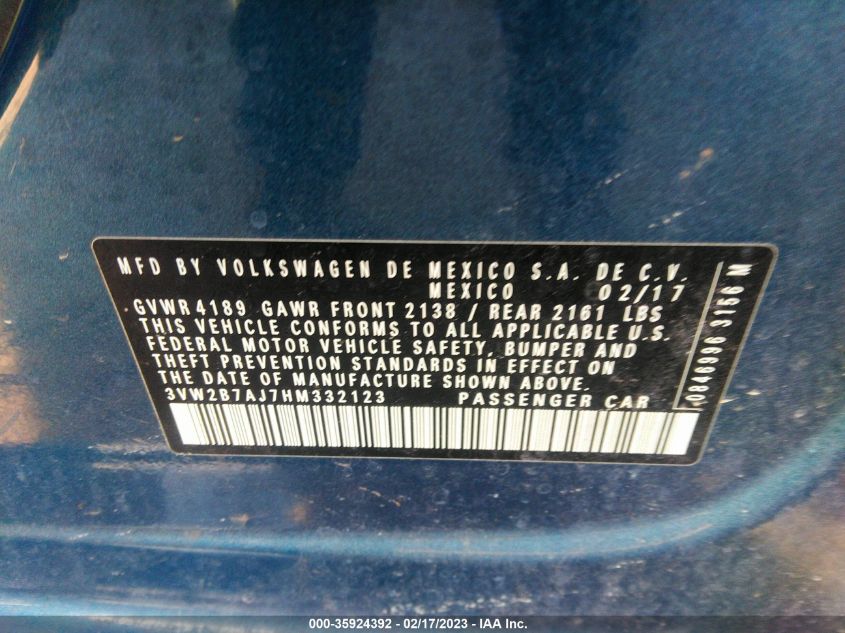 MFD BY VOLKSWAGEN DE MEXICO S.A. DE C.V.
MEXICO 02/17
GVWR 4189 GAWR FRONT 2138 / REAR 2161 LBS
THIS VEHICLE CONFORMS TO ALL APPLICABLE U.S.
FEDERAL MOTOR VEHICLE SAFETY, BUMPER AND
THEFT PREVENTION STANDARDS IN EFFECT ON
THE DATE OF MANUFACTURE SHOWN ABOVE.
3VW2B7AJ7HM332123 PASSENGER CAR
10846996 3156 M
000-35924392 - 02/17/2023 - IAA Inc.